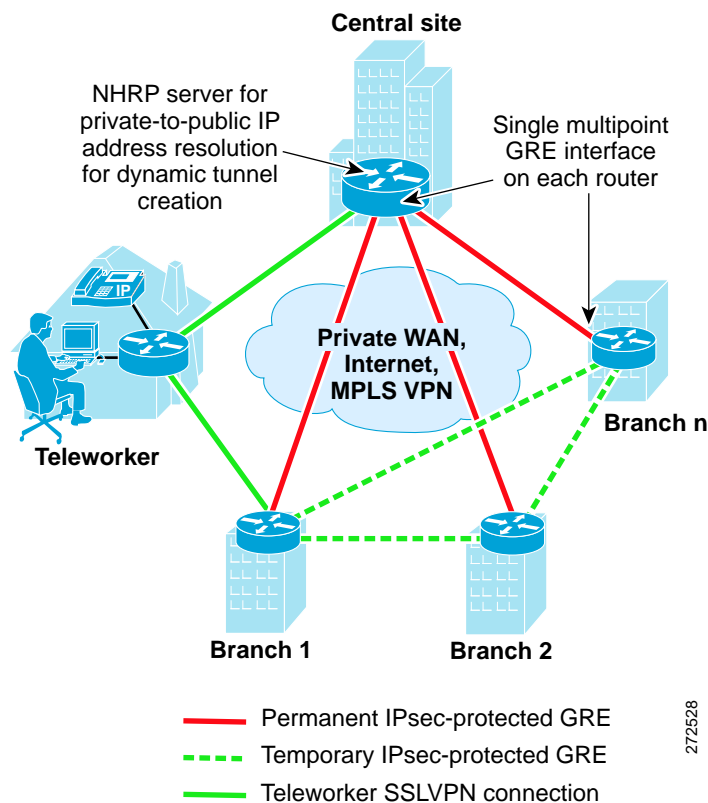 Central site
NHRP server for
private-to-public IP
address resolution
for dynamic tunnel
creation
Single multipoint
GRE interface
on each router
IP
Private WAN,
Internet,
MPLS VPN
Teleworker
Branch n
Branch 1
Branch 2
Permanent IPsec-protected GRE
Temporary IPsec-protected GRE
Teleworker SSLVPN connection
272528